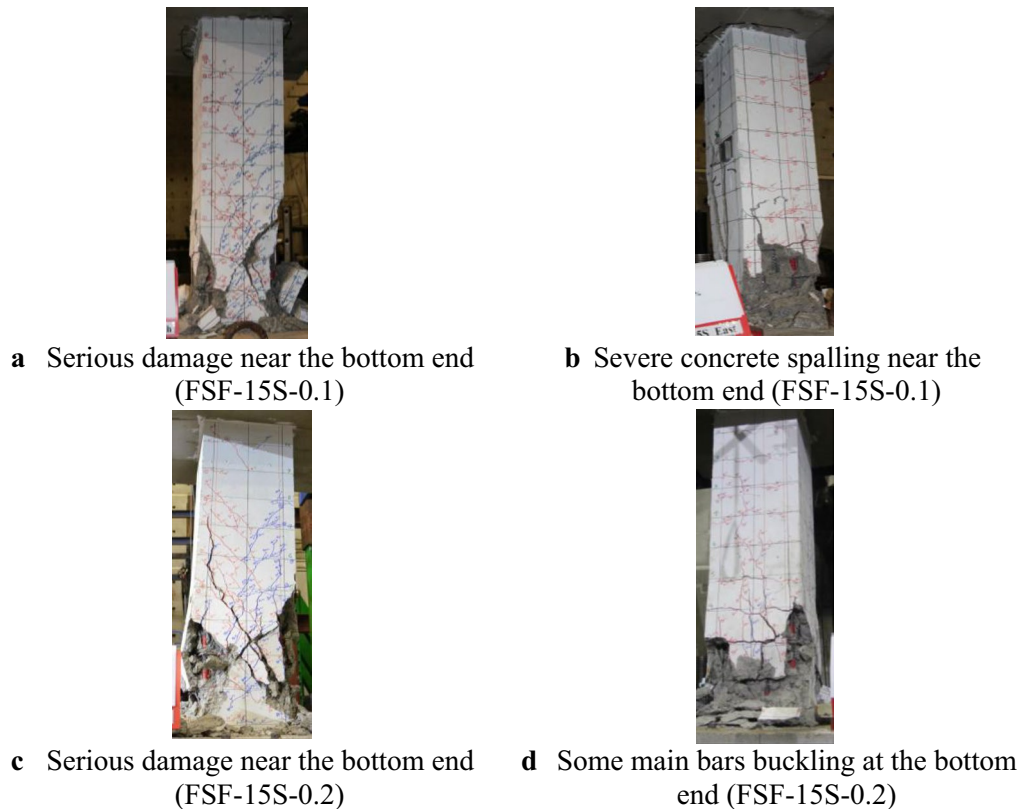 a Serious damage near the bottom end
(FSF-15S-0.1)
5S East
b Severe concrete spalling near the
bottom end (FSF-15S-0.1)
c Serious damage near the bottom end
(FSF-15S-0.2)
d Some main bars buckling at the bottom
end (FSF-15S-0.2)